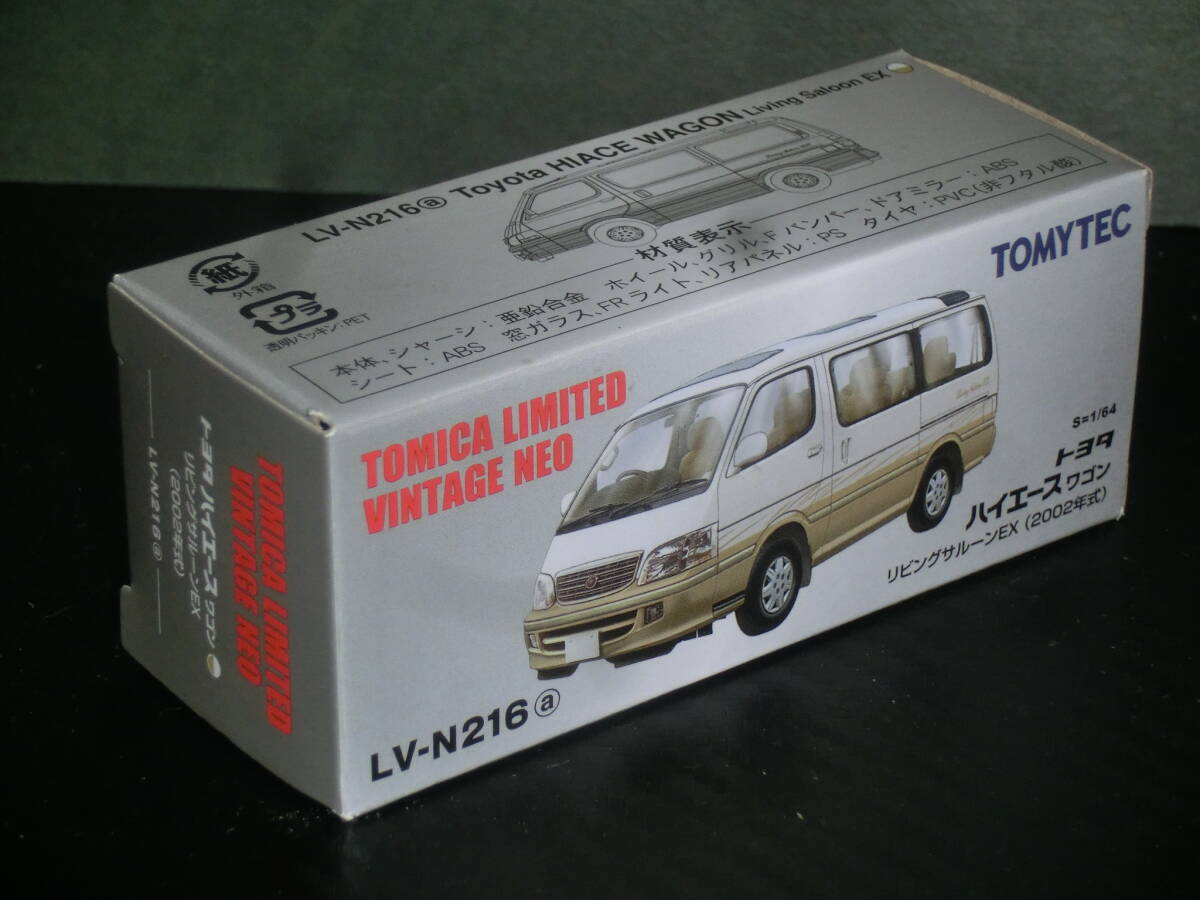 LV-N216ⓐ Toyota HIACE WAGON Living Saloon EX
材質表示
本体、シャーシ：亜鉛合金　ホイール、グリル、Fバンパー、ドアミラー：ABS
シート：ABS　窓ガラス、FRライト、リアパネル：PS　タイヤ：PVC(非フタル酸)
紙
外箱
プラ
透明パッキン：PET
TOMYTEC
TOMICA LIMITED
VINTAGE NEO
S=1/64
トヨタ
ハイエースワゴン
リビングサルーンEX (2002年式)
LV-N216ⓐ
TOMICA LIMITED
VINTAGE NEO
トヨタ ハイエースワゴン
リビングサルーンEX
(2002年式)
LV-N216ⓐ